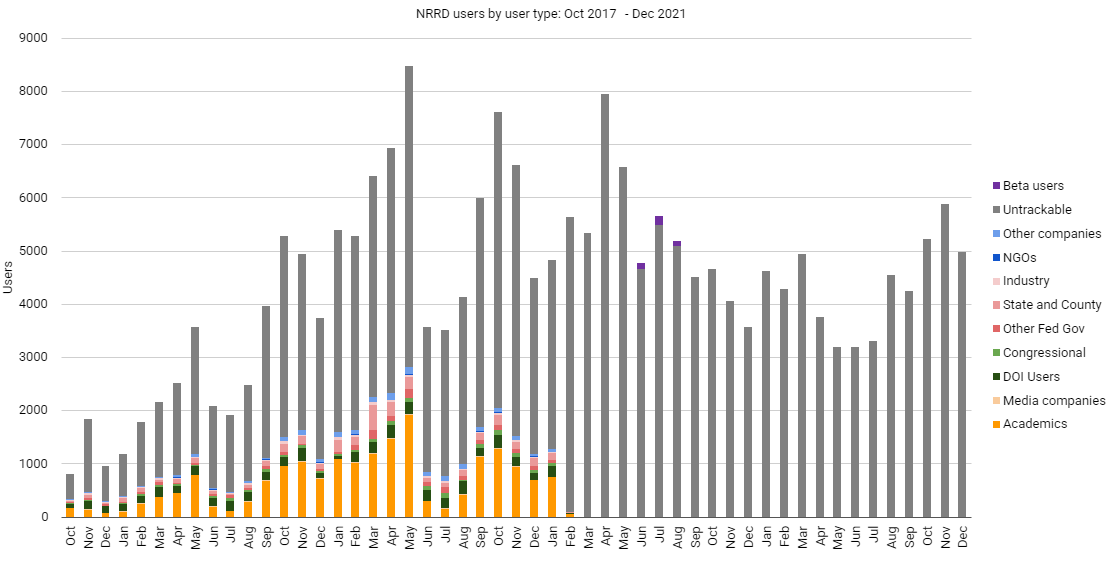 NRRD users by user type: Oct 2017 - Dec 2021
9000
8000
7000
6000
5000
4000
3000
2000
1000
0
Users
Oct
Nov
Dec
Jan
Feb
Mar
Apr
May
Jun
Jul
Aug
Sep
Oct
Nov
Dec
Jan
Feb
Mar
Apr
May
Jun
Jul
Aug
Sep
Oct
Nov
Dec
Jan
Feb
Mar
Apr
May
Jun
Jul
Aug
Sep
Oct
Nov
Dec
Jan
Feb
Mar
Apr
May
Jun
Jul
Aug
Sep
Oct
Nov
Dec
Beta users
Untrackable
Other companies
NGOs
Industry
State and County
Other Fed Gov
Congressional
DOI Users
Media companies
Academics